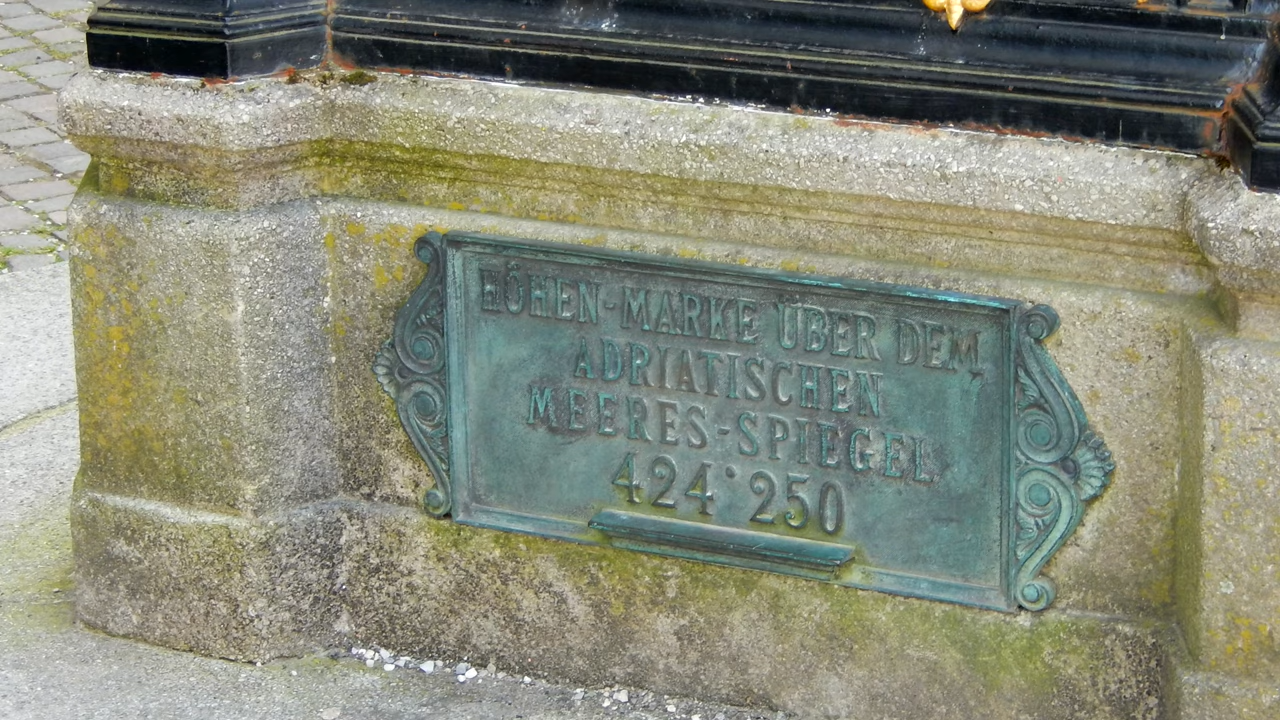 HÖHEN-MARKE ÜBER DEM
ADRIATISCHEN
MEERES-SPIEGEL
424·250